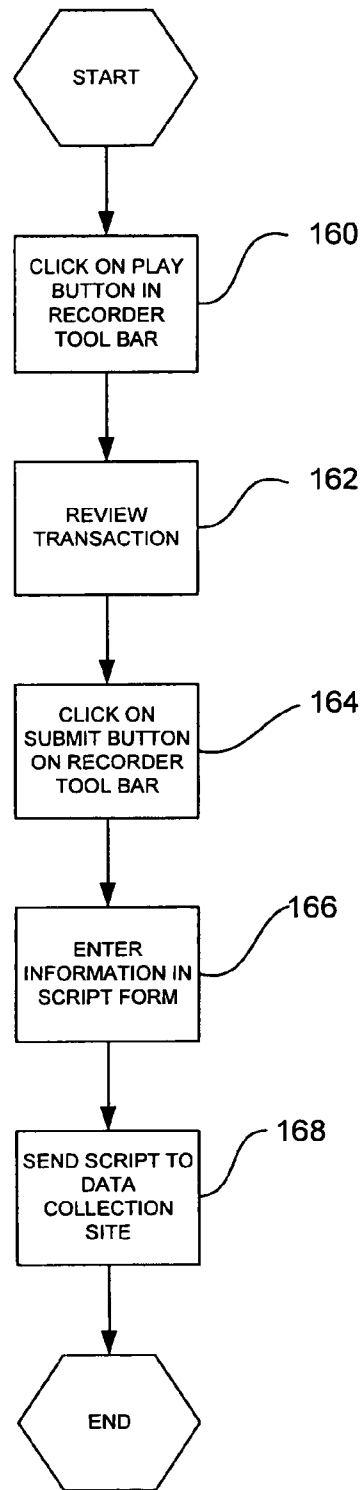 START
160
CLICK ON PLAY
BUTTON IN
RECORDER
TOOL BAR
162
REVIEW
TRANSACTION
164
CLICK ON
SUBMIT BUTTON
ON RECORDER
TOOL BAR
166
ENTER
INFORMATION IN
SCRIPT FORM
168
SEND SCRIPT TO
DATA
COLLECTION
SITE
END